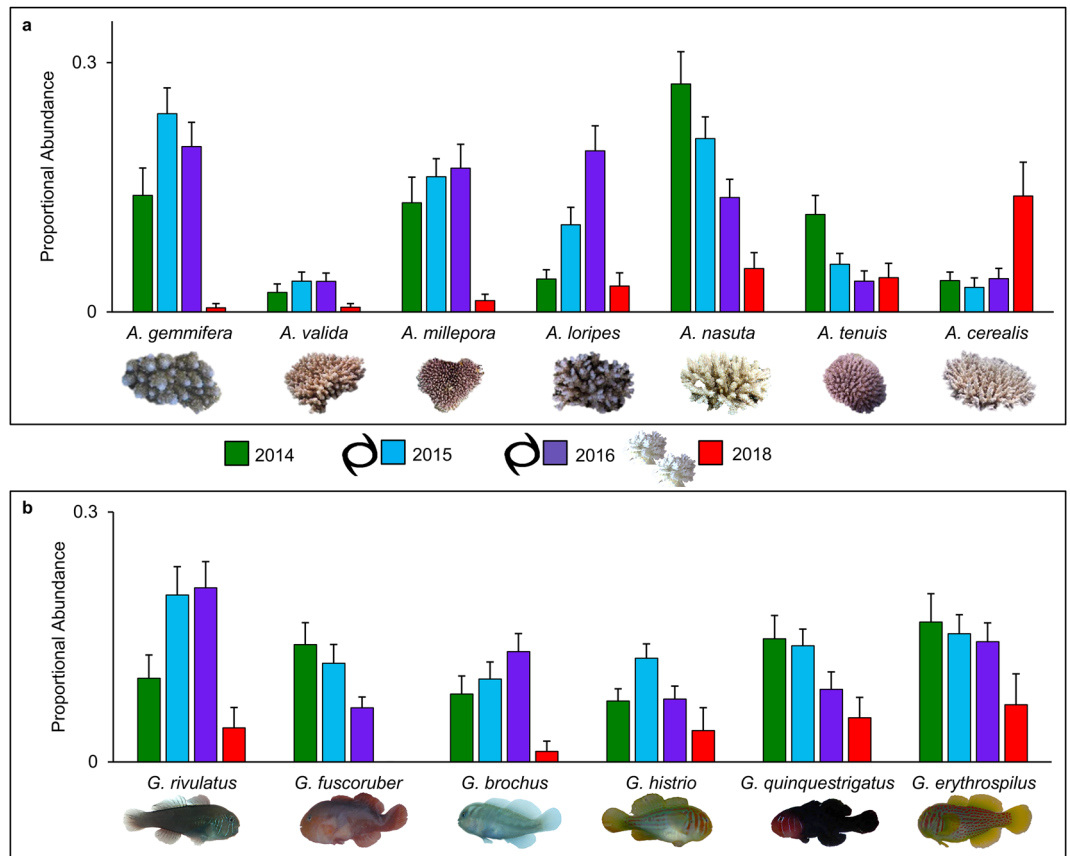 a
0.3
Proportional Abundance
0
A. gemmifera A. valida A. millepora A. loripes A. nasuta A. tenuis A. cerealis
2014 2015 2016 2018
b
0.3
Proportional Abundance
0
G. rivulatus G. fuscoruber G. brochus G. histrio G. quinquestrigatus G. erythrospilus